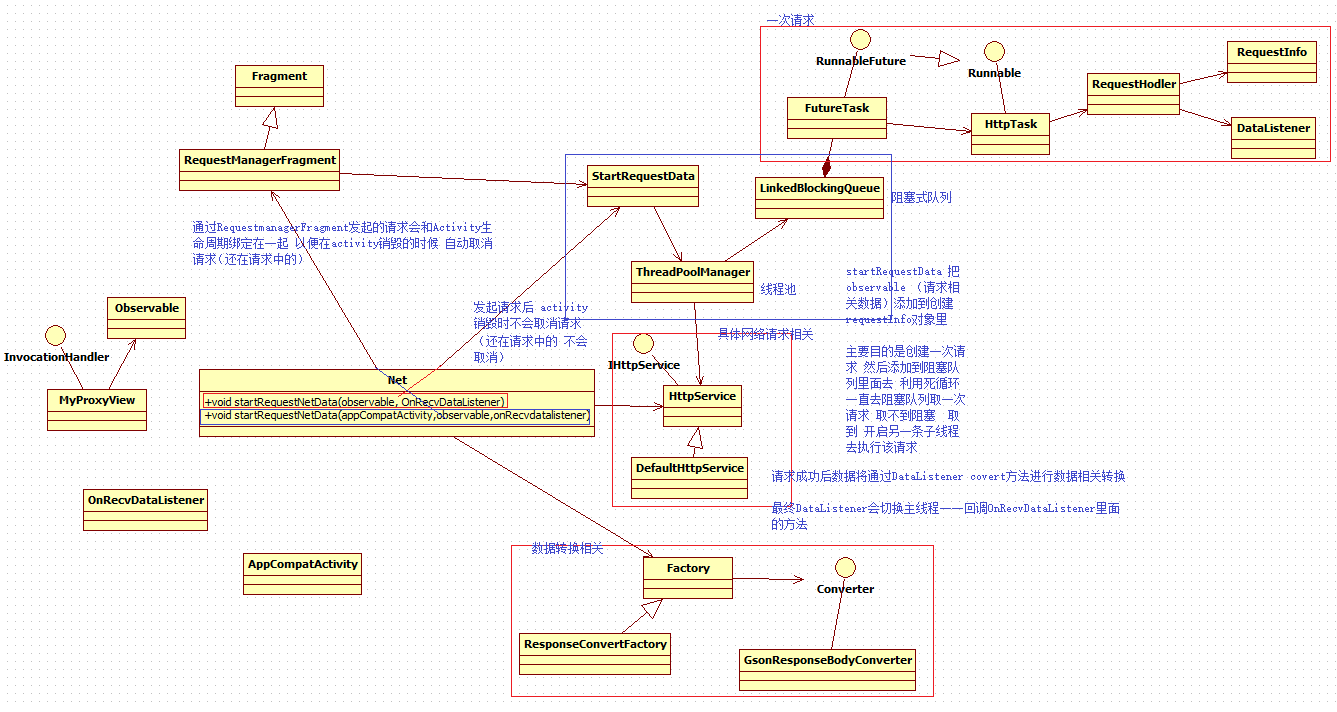 一次请求
RunnableFuture
Runnable
RequestInfo
Fragment
RequestHodler
FutureTask
HttpTask
DataListener
RequestManagerFragment
StartRequestData
LinkedBlockingQueue
阻塞式队列
通过RequestmanagerFragment发起的请求会和Activity生
命周期绑定在一起 以便在activity销毁的时候 自动取消
请求(还在请求中的)
ThreadPoolManager
线程池
startRequestData 把
observable (请求相
关数据)添加到创建
requestInfo对象里
Observable
InvocationHandler
MyProxyView
发起请求后 activity
销毁时不会取消请求
(还在请求中的 不会
取消)
具体网络请求相关
IHttpService
主要目的是创建一次请
求 然后添加到阻塞队
列里面去 利用死循环
一直去阻塞队列取一次
请求 取不到阻塞 取
到 开启另一条子线程
去执行该请求
Net
+void startRequestNetData(observable, OnRecvDataListener)
+void startRequestNetData(appCompatActivity,observable,onRecvdatalistener)
HttpService
DefaultHttpService
请求成功后数据将通过DataListener covert方法进行数据相关转换
最终DataListener会切换主线程——回调OnRecvDataListener里面
的方法
OnRecvDataListener
AppCompatActivity
数据转换相关
Factory
Converter
ResponseConvertFactory
GsonResponseBodyConverter